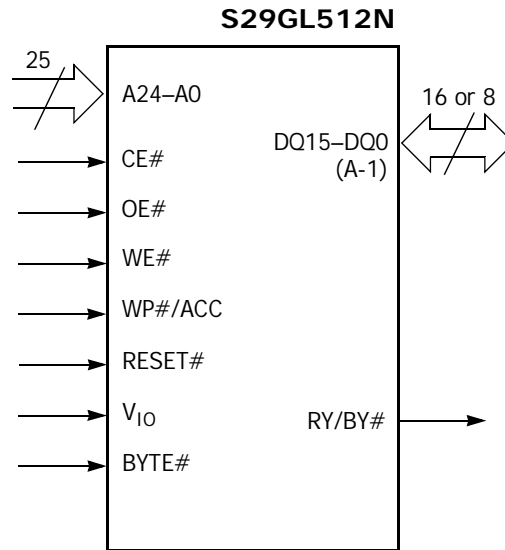 S29GL512N
25
A24–A0
16 or 8
DQ15–DQ0
(A-1)
CE#
OE#
WE#
WP#/ACC
RESET#
VIO
RY/BY#
BYTE#